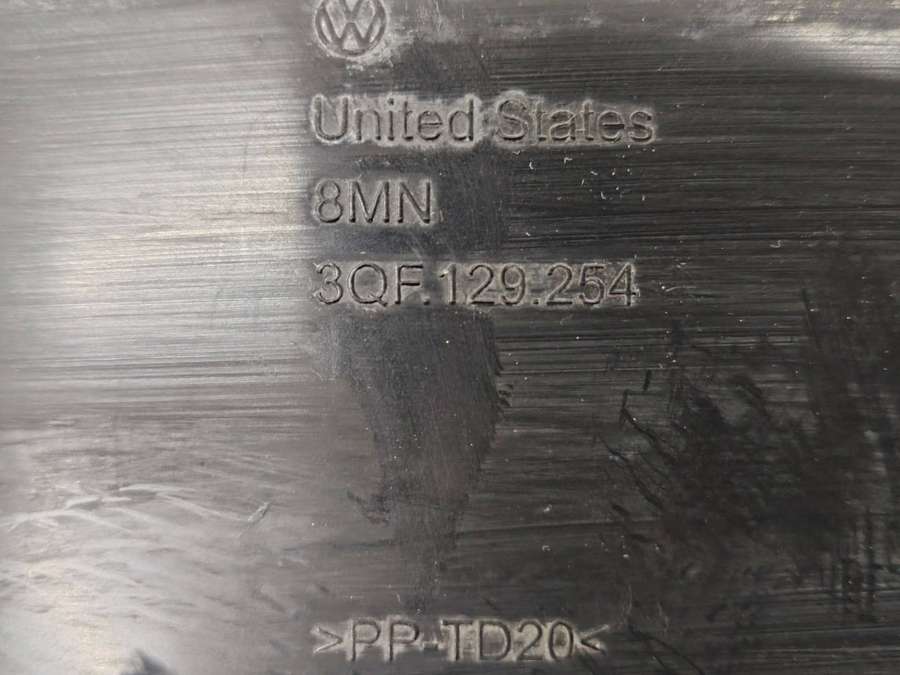 United States
8MN
3QF.129.254
>PP-TD20<